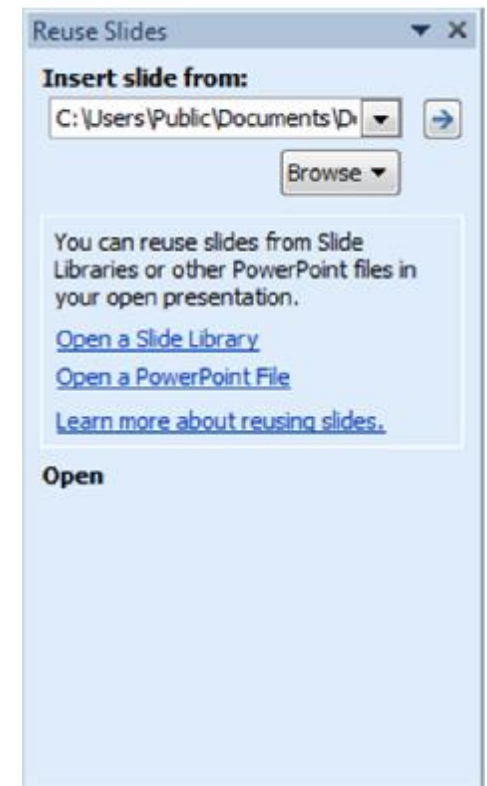 Reuse Slides
Insert slide from:
C:\Users\Public\Documents\D
Browse
You can reuse slides from Slide
Libraries or other PowerPoint files in
your open presentation.
Open a Slide Library
Open a PowerPoint File
Learn more about reusing slides.
Open